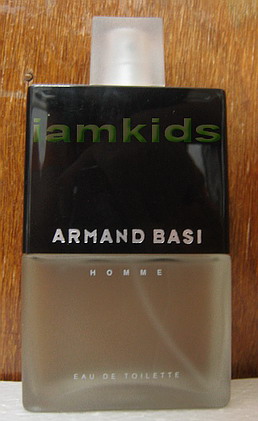 iamkids
ARMAND BASI
HOMME
EAU DE TOILETTE